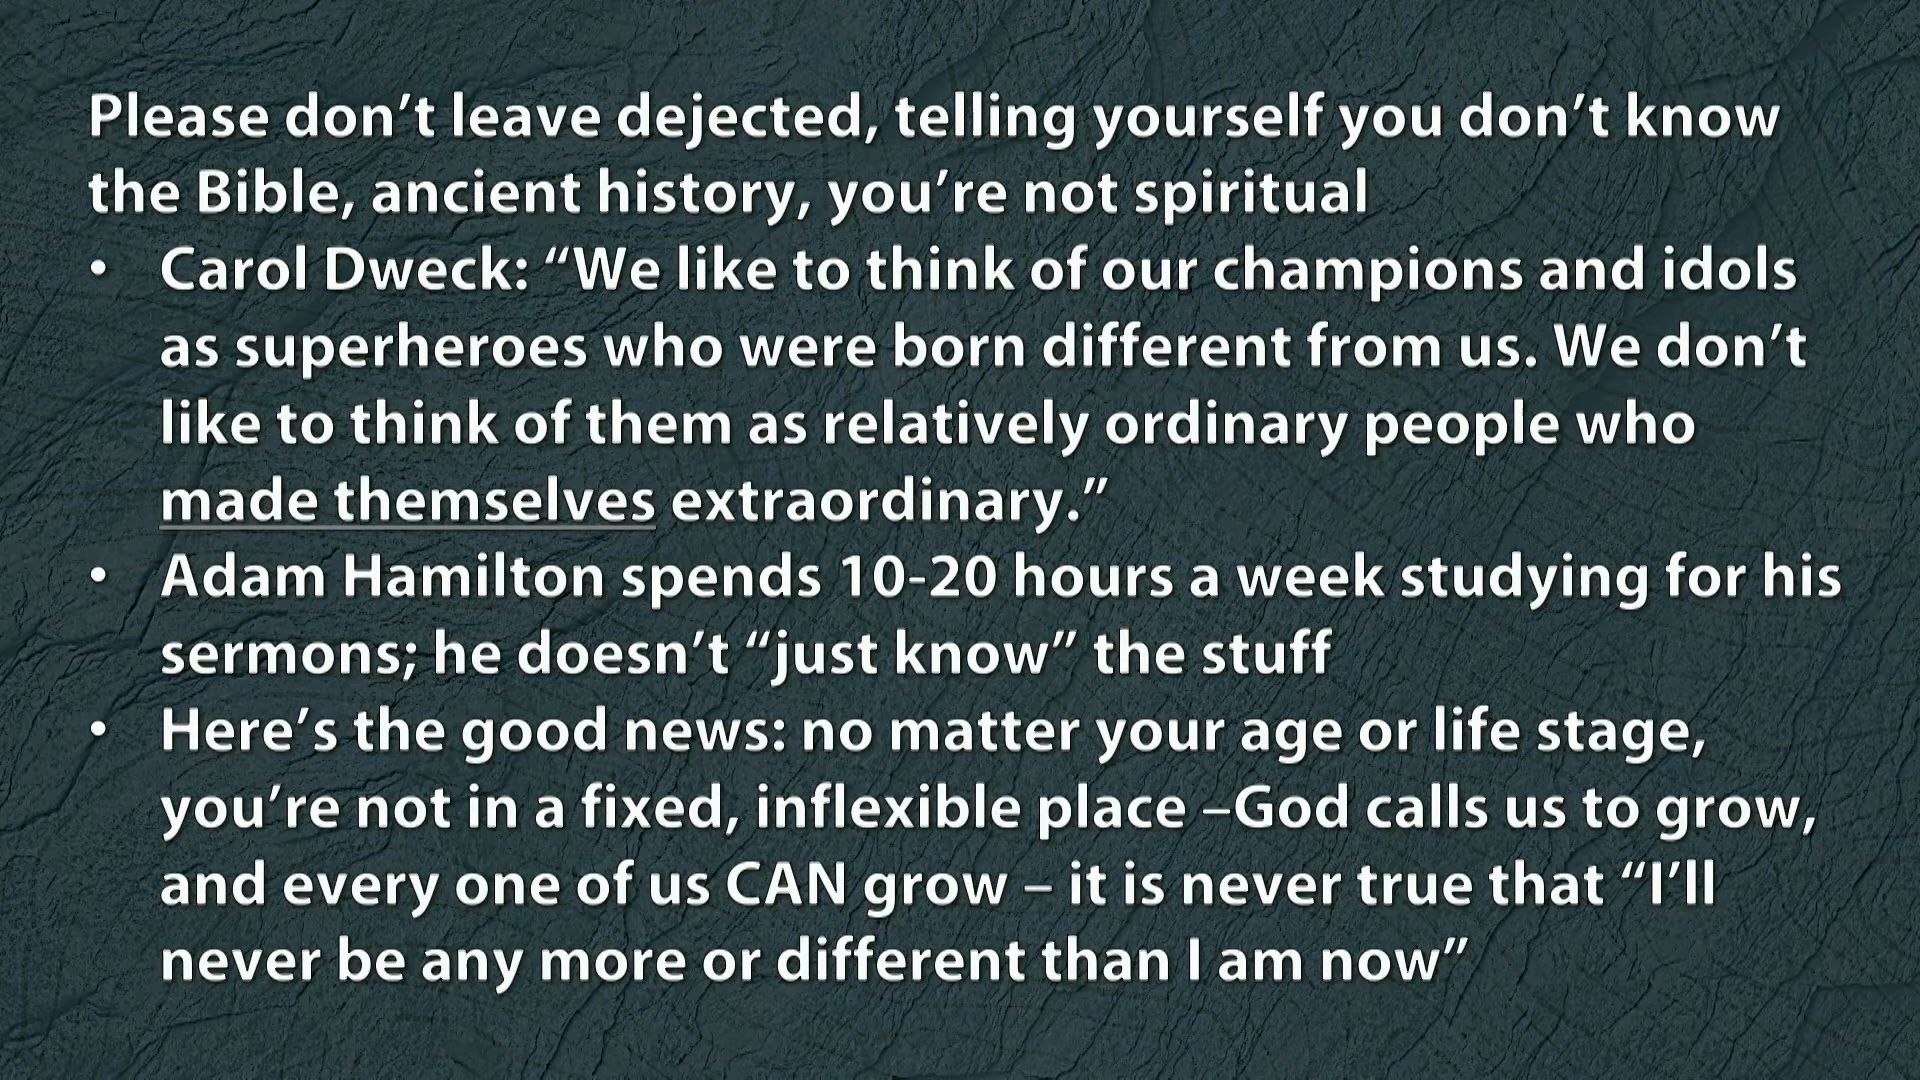 Please don’t leave dejected, telling yourself you don’t know
the Bible, ancient history, you’re not spiritual
• Carol Dweck: “We like to think of our champions and idols
as superheroes who were born different from us. We don’t
like to think of them as relatively ordinary people who
made themselves extraordinary.”
• Adam Hamilton spends 10-20 hours a week studying for his
sermons; he doesn’t “just know” the stuff
• Here’s the good news: no matter your age or life stage,
you’re not in a fixed, inflexible place –God calls us to grow,
and every one of us CAN grow – it is never true that “I’ll
never be any more or different than I am now”